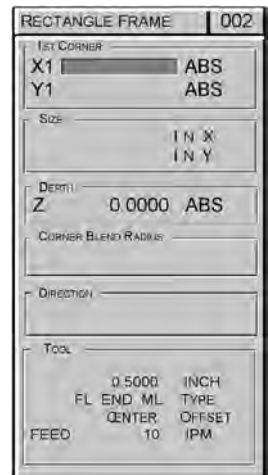 RECTANGLE FRAME 002
1ST CORNER
X1 ABS
Y1 ABS
SIZE
IN X
IN Y
DEPTH
Z 0.0000 ABS
CORNER BLEND RADIUS
DIRECTION
TOOL
0.5000 INCH
FL END ML TYPE
CENTER OFFSET
FEED 10 IPM